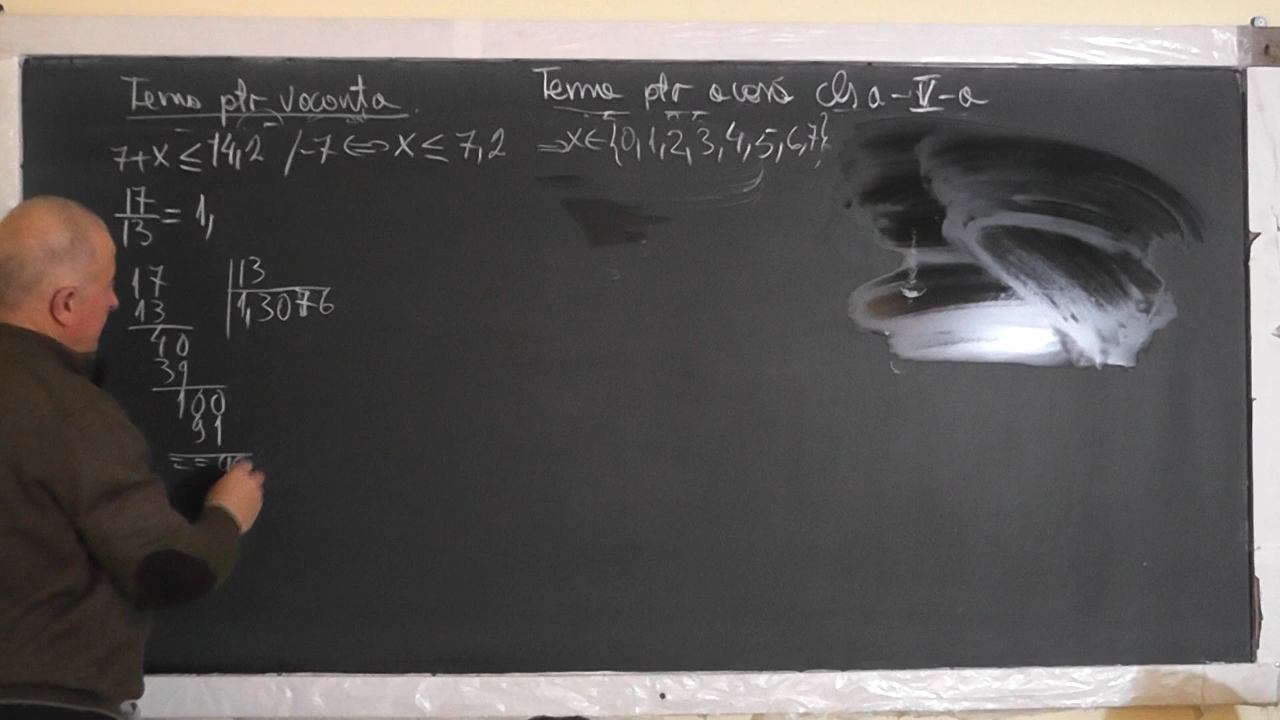 Tema ptr vacanta. Tema ptr acasă cls a-V-a
7+x ≤ 14,2 /-7 ⇔ x ≤ 7,2 ⇒ x∈{0,1,2,3,4,5,6,7}
17/13 = 1,
17 | 13
13 | 1,3076
40
39
100
91
== 90